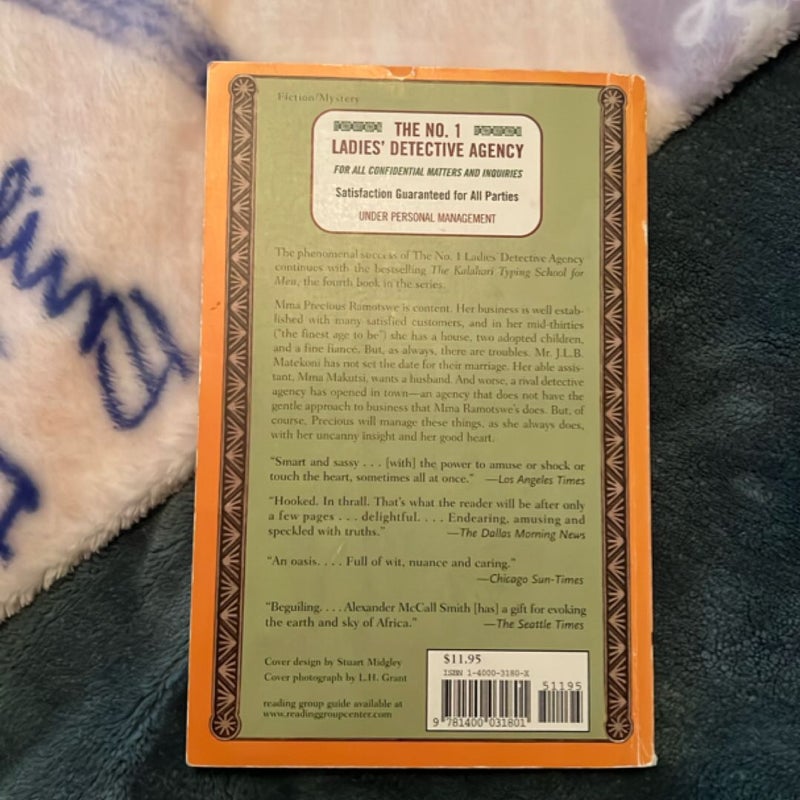 Fiction/Mystery
THE NO. 1
LADIES' DETECTIVE AGENCY
FOR ALL CONFIDENTIAL MATTERS AND INQUIRIES
Satisfaction Guaranteed for All Parties
UNDER PERSONAL MANAGEMENT
The phenomenal success of The No. 1 Ladies' Detective Agency
continues with the bestselling The Kalahari Typing School for
Men, the fourth book in the series.
Mma Precious Ramotswe is content. Her business is well estab-
lished with many satisfied customers, and in her mid-thirties
("the finest age to be") she has a house, two adopted children,
and a fine fiance. But, as always, there are troubles. Mr. J.L.B.
Matekoni has not set the date for their marriage. Her able assis-
tant, Mma Makutsi, wants a husband. And worse, a rival detective
agency has opened in town—an agency that does not have the
gentle approach to business that Mma Ramotswe's does. But, of
course, Precious will manage these things, as she always does,
with her uncanny insight and her good heart.
"Smart and sassy . . . [with] the power to amuse or shock or
touch the heart, sometimes all at once." —Los Angeles Times
"Hooked. In thrall. That's what the reader will be after only
a few pages . . . delightful. . . . Endearing, amusing and
speckled with truths." —The Dallas Morning News
"An oasis. . . . Full of wit, nuance and caring."
—Chicago Sun-Times
"Beguiling. . . . Alexander McCall Smith [has] a gift for evoking
the earth and sky of Africa." —The Seattle Times
Cover design by Stuart Midgley
Cover photograph by L.H. Grant
reading group guide available at
www.readinggroupcenter.com
$11.95
ISBN 1-4000-3180-X
51195
9 781400 031801